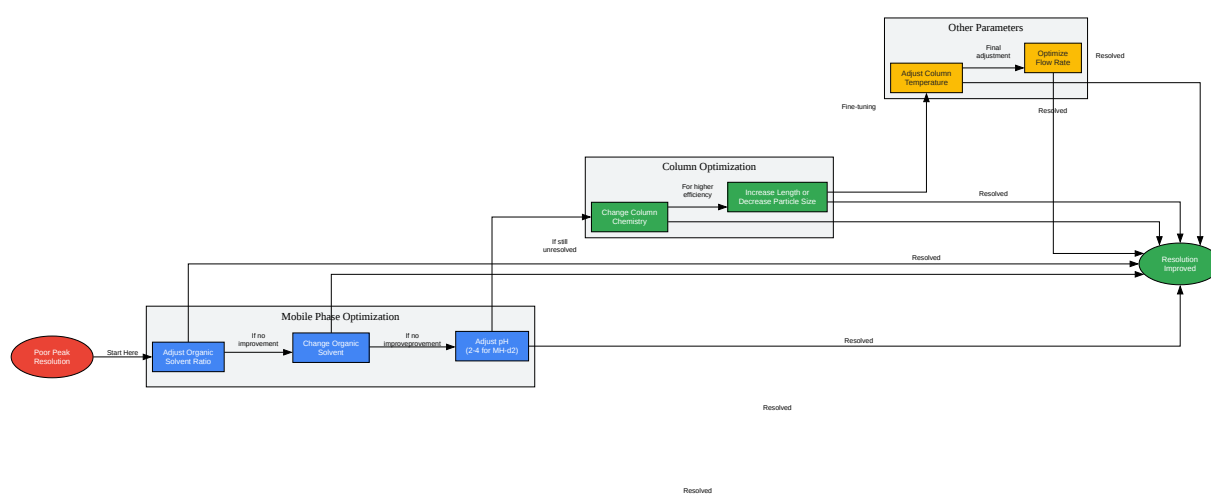 Other Parameters
Final
adjustment
Optimize
Flow Rate
Resolved
Adjust Column
Temperature
Fine-tuning
Resolved
Column Optimization
For higher
efficiency
Increase Length or
Decrease Particle Size
Resolved
Change Column
Chemistry
If still
unresolved
Resolved
Resolution
Improved
Mobile Phase Optimization
Poor Peak
Resolution
Start Here
Adjust Organic
Solvent Ratio
If no
improvement
Change Organic
Solvent
If no
improveprovement
Adjust pH
(2-4 for MH-d2)
Resolved
Resolved
Resolved